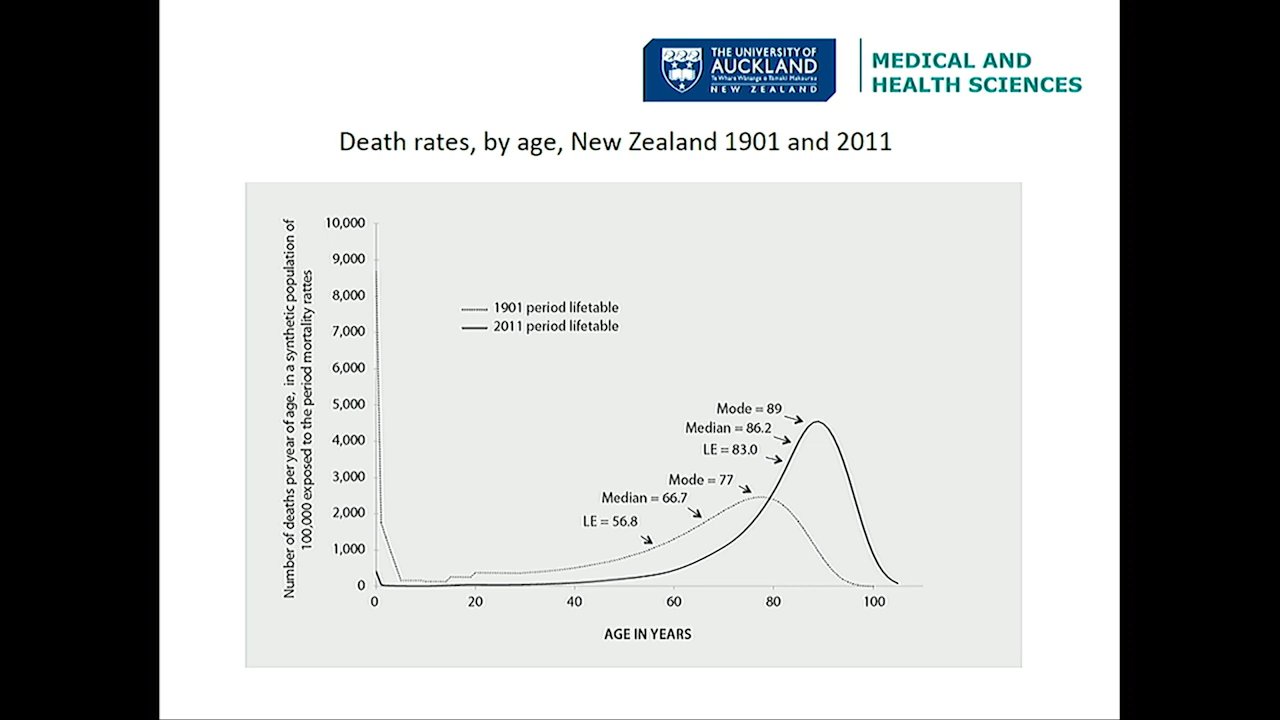 THE UNIVERSITY OF
AUCKLAND
Te Whare Wānanga o Tāmaki Makaurau
NEW ZEALAND
MEDICAL AND
HEALTH SCIENCES
Death rates, by age, New Zealand 1901 and 2011
Number of deaths per year of age, in a synthetic population of
100,000 exposed to the period mortality rattes
10,000
9,000
8,000
7,000
6,000
5,000
4,000
3,000
2,000
1,000
0
1901 period lifetable
2011 period lifetable
Mode = 89
Median = 86.2
LE = 83.0
Mode = 77
Median = 66.7
LE = 56.8
0 20 40 60 80 100
AGE IN YEARS